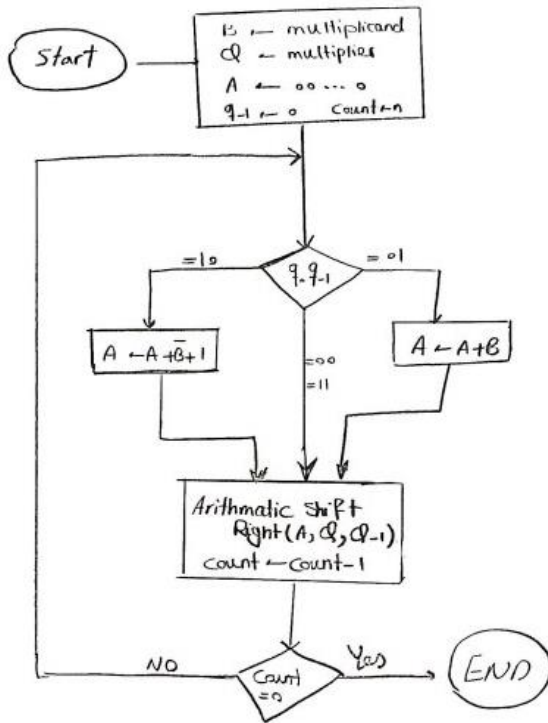 Start
B ← multiplicand
Q ← multiplier
A ← 00....0
q-1 ← 0 Count←n
=10
q. q-1
=01
A ← A+B̅+1
=00
=11
A ← A+B
Arithmatic Shift
Right(A, Q, Q-1)
count ← count-1
NO
Count
=0
Yes
END